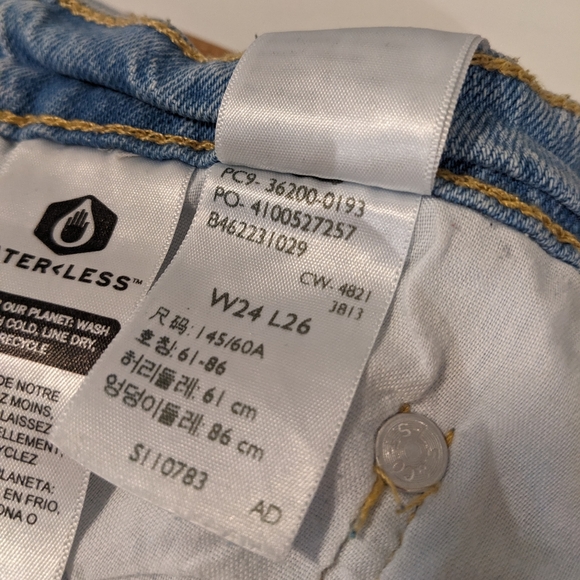 PC9- 36200-0193
PO- 4100527257
B462231029
CW- 4821
3813
W24 L26
尺码: 145/60A
호칭: 61-86
허리둘레: 61 cm
엉덩이둘레: 86 cm
S110783
AD
TER<LESS™
OUR PLANET: WASH
COLD, LINE DRY,
RECYCLE
DE NOTRE
MOINS,
LAISSEZ
ELLEMENT,
YCLEZ
PLANETA:
EN FRIO,
ONA O